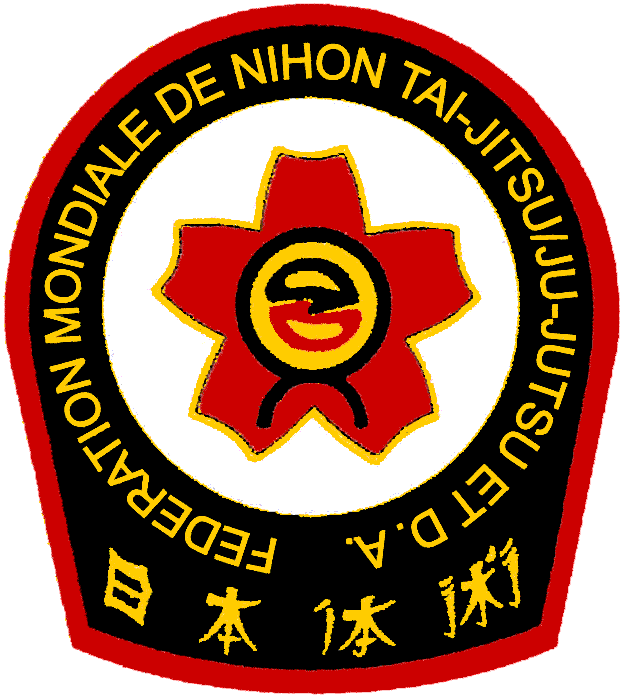 FEDERATION MONDIALE DE NIHON TAI-JITSU/JU-JUTSU ET D.A.
日本体術